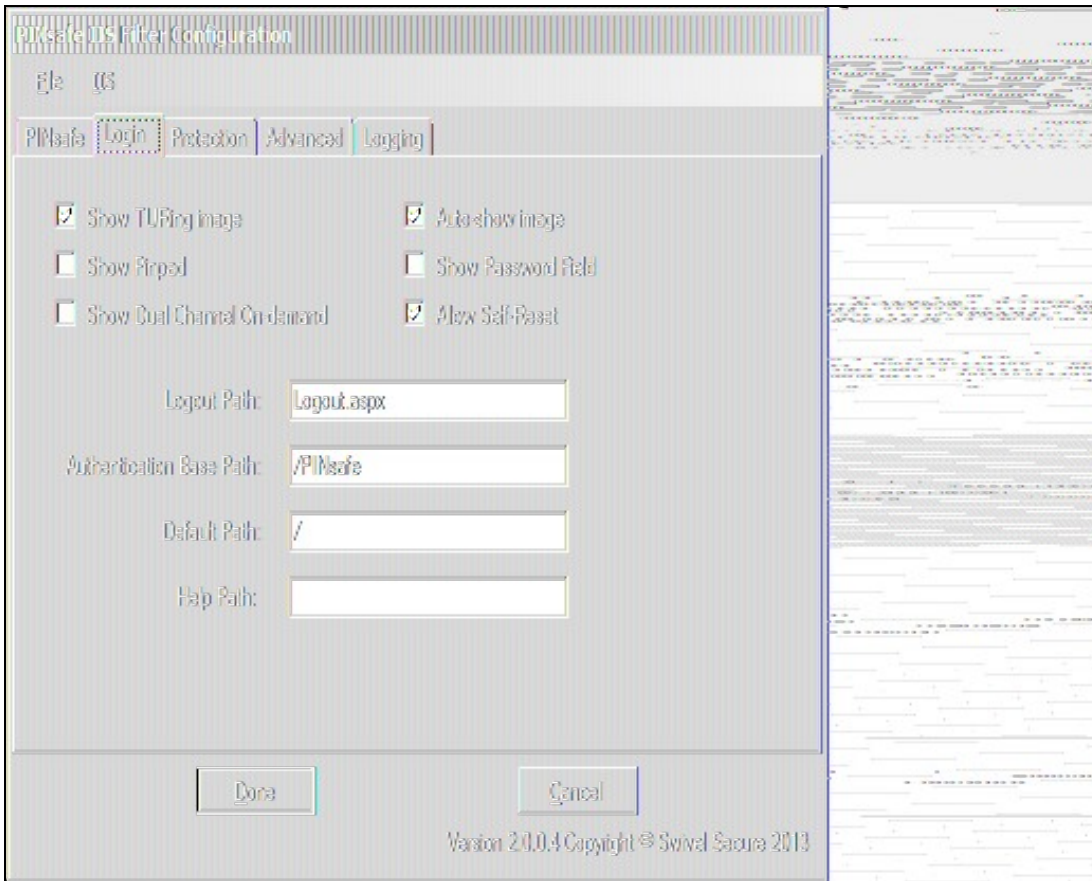 PINsafe IIS Filter Configuration
File IIS
PINsafe Login Protection Advanced Logging
Show TURing image Auto-show image
Show Pinpad Show Password Field
Show Dual Channel On-demand Allow Self-Reset
Logout Path: Logout.aspx
Authentication Base Path: /PINsafe
Default Path: /
Help Path:
Done Cancel
Version 2.0.0.4 Copyright © Swivel Secure 2013